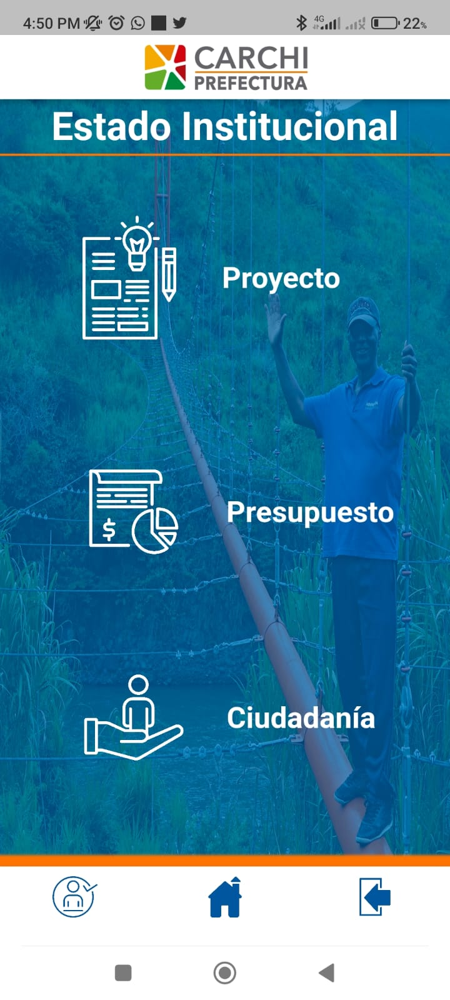 4:50 PM
4G
22%
CARCHI
PREFECTURA
Estado Institucional
Proyecto
Presupuesto
$
Ciudadanía